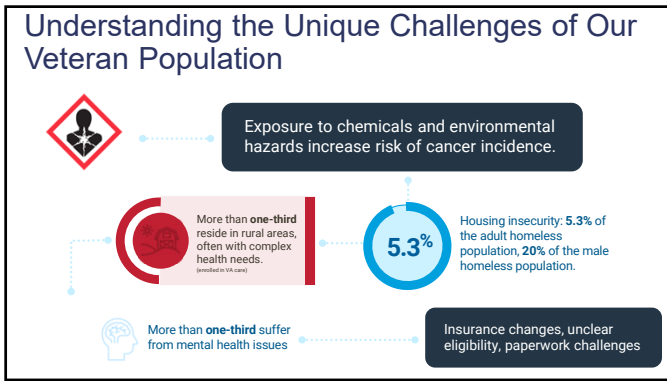 Understanding the Unique Challenges of Our
Veteran Population
Exposure to chemicals and environmental
hazards increase risk of cancer incidence.
More than one-third
reside in rural areas,
often with complex
health needs.
(enrolled in VA care)
5.3%
Housing insecurity: 5.3% of
the adult homeless
population, 20% of the male
homeless population.
More than one-third suffer
from mental health issues
Insurance changes, unclear
eligibility, paperwork challenges